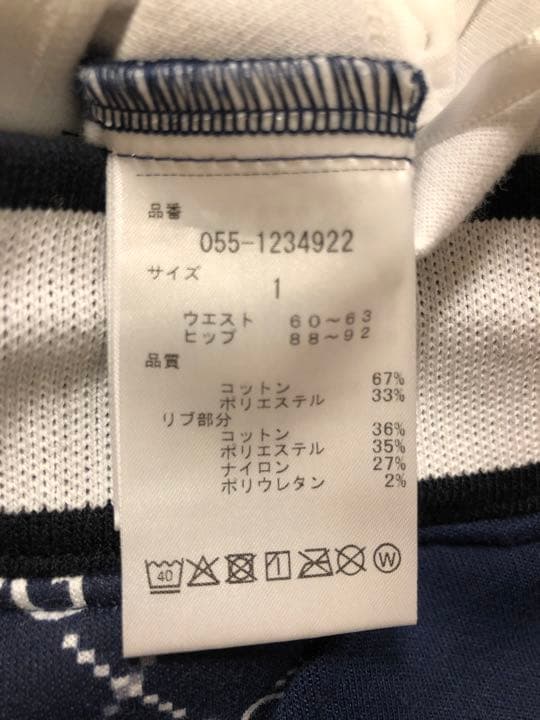 品番
055-1234922
サイズ
1
ウエスト 60～63
ヒップ 88～92
品質
コットン 67%
ポリエステル 33%
リブ部分
コットン 36%
ポリエステル 35%
ナイロン 27%
ポリウレタン 2%
40 1 W
G